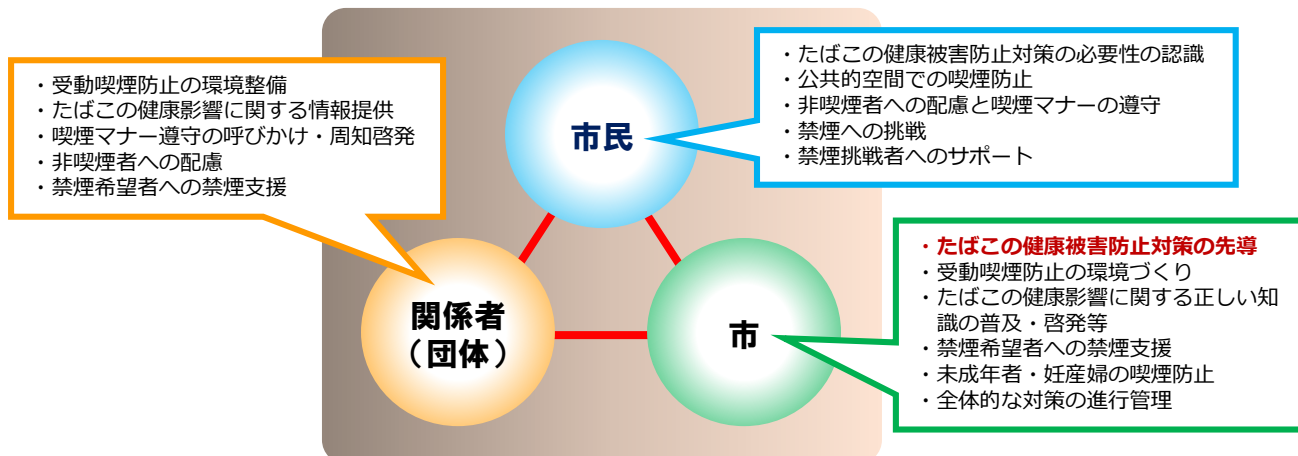 ・受動喫煙防止の環境整備
・たばこの健康影響に関する情報提供
・喫煙マナー遵守の呼びかけ・周知啓発
・非喫煙者への配慮
・禁煙希望者への禁煙支援
市民
・たばこの健康被害防止対策の必要性の認識
・公共的空間での喫煙防止
・非喫煙者への配慮と喫煙マナーの遵守
・禁煙への挑戦
・禁煙挑戦者へのサポート
関係者
（団体）
市
・たばこの健康被害防止対策の先導
・受動喫煙防止の環境づくり
・たばこの健康影響に関する正しい知
識の普及・啓発等
・禁煙希望者への禁煙支援
・未成年者・妊産婦の喫煙防止
・全体的な対策の進行管理